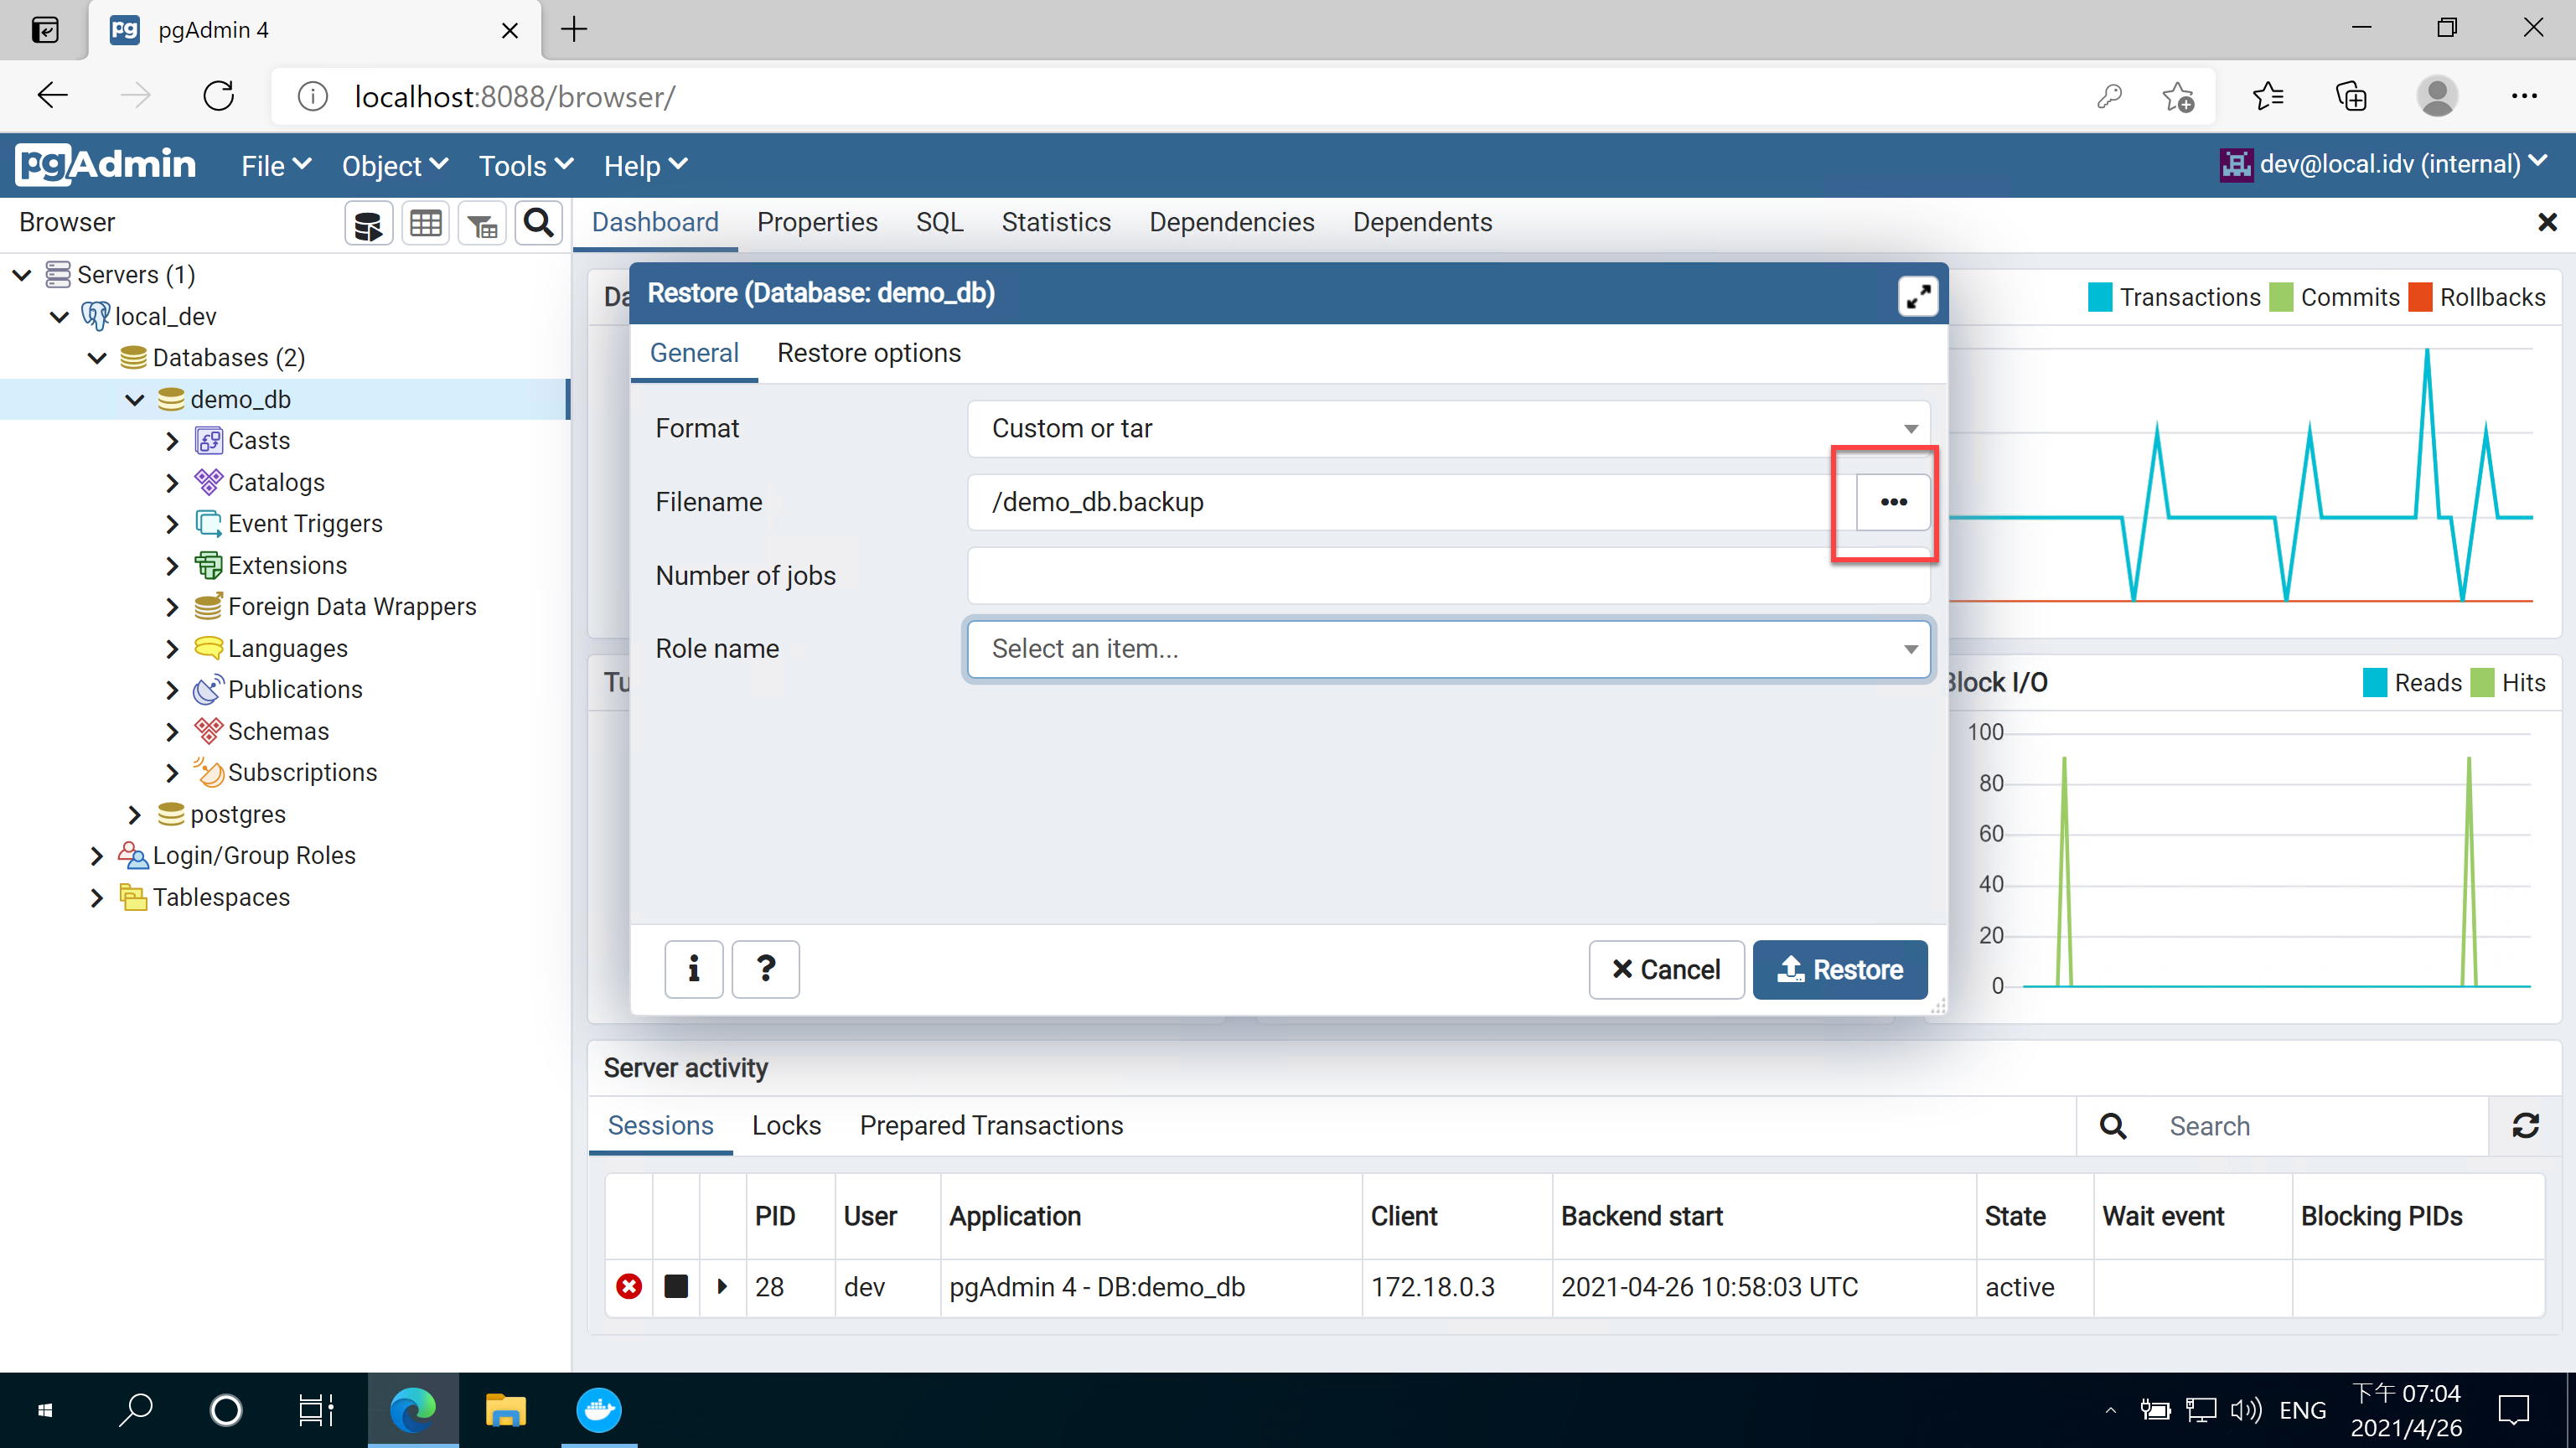 pgAdmin 4
localhost:8088/browser/
pgAdmin File Object Tools Help dev@local.idv (internal)
Browser
Dashboard Properties SQL Statistics Dependencies Dependents
Servers (1)
local_dev
Databases (2)
demo_db
Casts
Catalogs
Event Triggers
Extensions
Foreign Data Wrappers
Languages
Publications
Schemas
Subscriptions
postgres
Login/Group Roles
Tablespaces
Da
Transactions Commits Rollbacks
Restore (Database: demo_db)
General Restore options
Format Custom or tar
Filename /demo_db.backup •••
Number of jobs
Role name Select an item...
i ? Cancel Restore
Tu
Block I/O Reads Hits
100
80
60
40
20
0
Server activity
Sessions Locks Prepared Transactions Search
PID User Application Client Backend start State Wait event Blocking PIDs
28 dev pgAdmin 4 - DB:demo_db 172.18.0.3 2021-04-26 10:58:03 UTC active
ENG
下午 07:04
2021/4/26